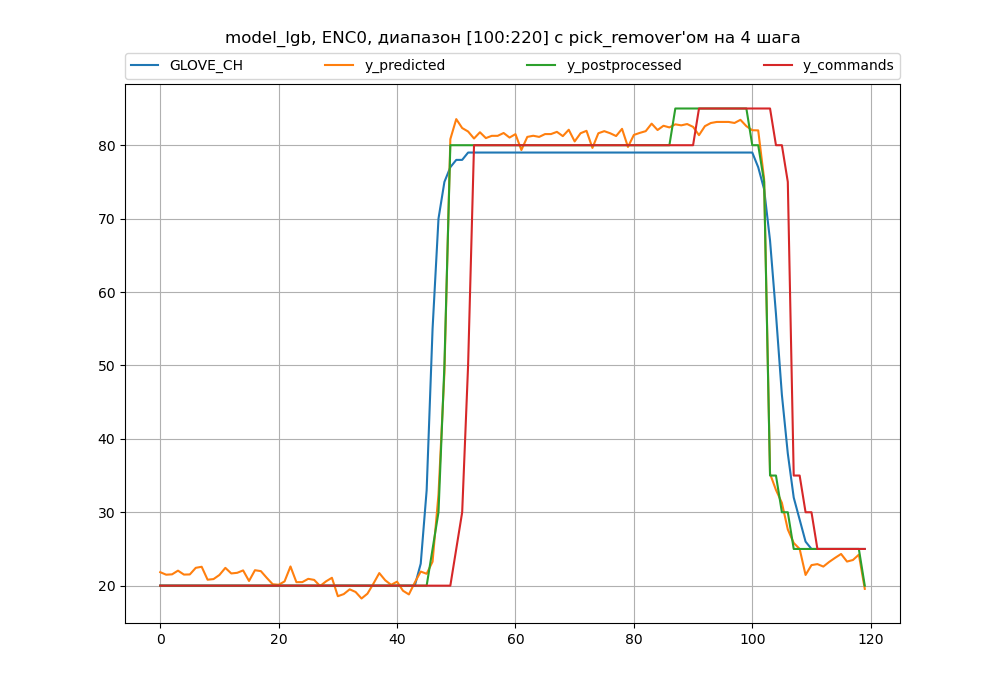 model_lgb, ENC0, диапазон [100:220] с pick_remover'ом на 4 шага
GLOVE_CH y_predicted y_postprocessed y_commands
80
70
60
50
40
30
20
0 20 40 60 80 100 120